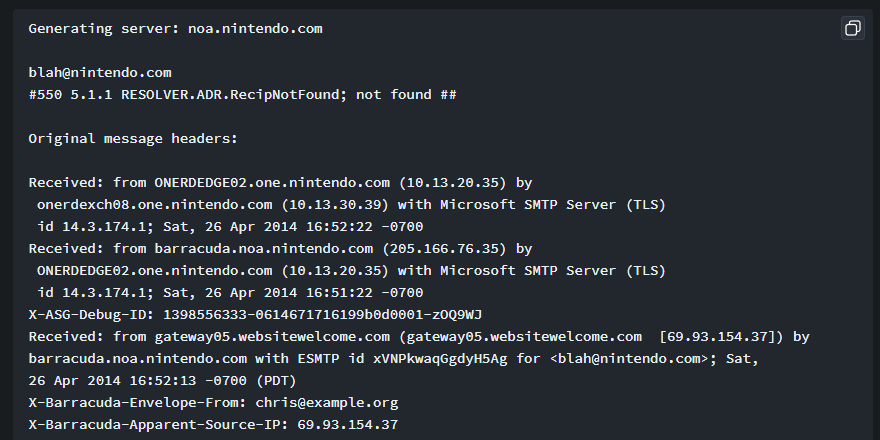 Generating server: noa.nintendo.com
blah@nintendo.com
#550 5.1.1 RESOLVER.ADR.RecipNotFound; not found ##
Original message headers:
Received: from ONERDEDGE02.one.nintendo.com (10.13.20.35) by
onerdexch08.one.nintendo.com (10.13.30.39) with Microsoft SMTP Server (TLS)
id 14.3.174.1; Sat, 26 Apr 2014 16:52:22 -0700
Received: from barracuda.noa.nintendo.com (205.166.76.35) by
ONERDEDGE02.one.nintendo.com (10.13.20.35) with Microsoft SMTP Server (TLS)
id 14.3.174.1; Sat, 26 Apr 2014 16:51:22 -0700
X-ASG-Debug-ID: 1398556333-0614671716199b0d0001-zOQ9WJ
Received: from gateway05.websitewelcome.com (gateway05.websitewelcome.com  [69.93.154.37]) by
barracuda.noa.nintendo.com with ESMTP id xVNPkwaqGgdyH5Ag for <blah@nintendo.com>; Sat,
26 Apr 2014 16:52:13 -0700 (PDT)
X-Barracuda-Envelope-From: chris@example.org
X-Barracuda-Apparent-Source-IP: 69.93.154.37